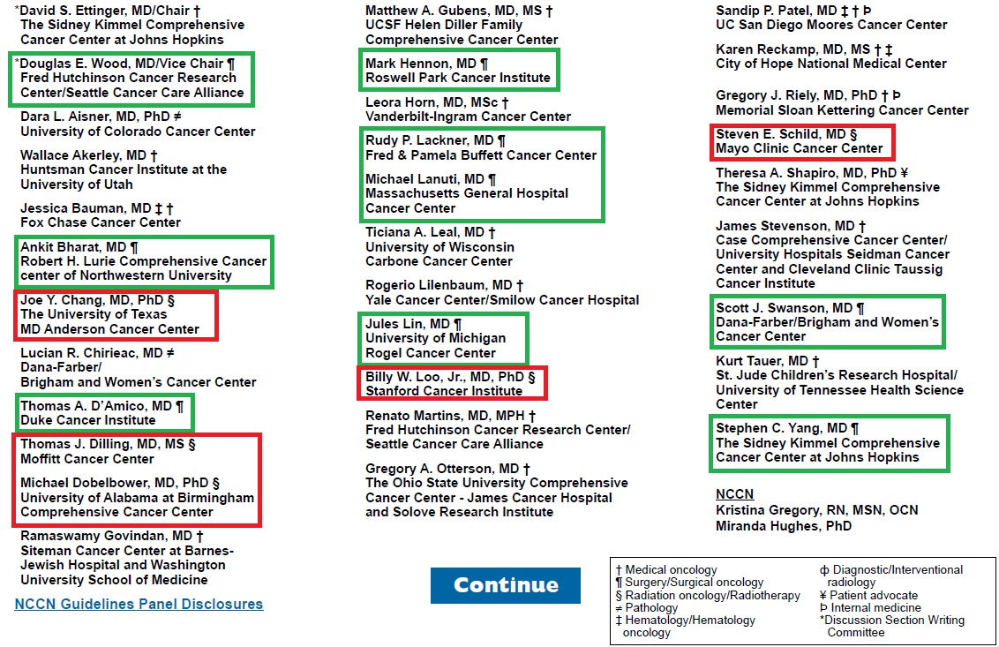 *David S. Ettinger, MD/Chair †
The Sidney Kimmel Comprehensive
Cancer Center at Johns Hopkins
*Douglas E. Wood, MD/Vice Chair ¶
Fred Hutchinson Cancer Research
Center/Seattle Cancer Care Alliance
Dara L. Aisner, MD, PhD ≠
University of Colorado Cancer Center
Wallace Akerley, MD †
Huntsman Cancer Institute at the
University of Utah
Jessica Bauman, MD ‡ †
Fox Chase Cancer Center
Ankit Bharat, MD ¶
Robert H. Lurie Comprehensive Cancer
center of Northwestern University
Joe Y. Chang, MD, PhD §
The University of Texas
MD Anderson Cancer Center
Lucian R. Chirieac, MD ≠
Dana-Farber/
Brigham and Women’s Cancer Center
Thomas A. D’Amico, MD ¶
Duke Cancer Institute
Thomas J. Dilling, MD, MS §
Moffitt Cancer Center
Michael Dobelbower, MD, PhD §
University of Alabama at Birmingham
Comprehensive Cancer Center
Ramaswamy Govindan, MD †
Siteman Cancer Center at Barnes-
Jewish Hospital and Washington
University School of Medicine
NCCN Guidelines Panel Disclosures
Matthew A. Gubens, MD, MS †
UCSF Helen Diller Family
Comprehensive Cancer Center
Mark Hennon, MD ¶
Roswell Park Cancer Institute
Leora Horn, MD, MSc †
Vanderbilt-Ingram Cancer Center
Rudy P. Lackner, MD ¶
Fred & Pamela Buffett Cancer Center
Michael Lanuti, MD ¶
Massachusetts General Hospital
Cancer Center
Ticiana A. Leal, MD †
University of Wisconsin
Carbone Cancer Center
Rogerio Lilenbaum, MD †
Yale Cancer Center/Smilow Cancer Hospital
Jules Lin, MD ¶
University of Michigan
Rogel Cancer Center
Billy W. Loo, Jr., MD, PhD §
Stanford Cancer Institute
Renato Martins, MD, MPH †
Fred Hutchinson Cancer Research Center/
Seattle Cancer Care Alliance
Gregory A. Otterson, MD †
The Ohio State University Comprehensive
Cancer Center - James Cancer Hospital
and Solove Research Institute
Continue
Sandip P. Patel, MD ‡ † Þ
UC San Diego Moores Cancer Center
Karen Reckamp, MD, MS † ‡
City of Hope National Medical Center
Gregory J. Riely, MD, PhD † Þ
Memorial Sloan Kettering Cancer Center
Steven E. Schild, MD §
Mayo Clinic Cancer Center
Theresa A. Shapiro, MD, PhD ¥
The Sidney Kimmel Comprehensive
Cancer Center at Johns Hopkins
James Stevenson, MD †
Case Comprehensive Cancer Center/
University Hospitals Seidman Cancer
Center and Cleveland Clinic Taussig
Cancer Institute
Scott J. Swanson, MD ¶
Dana-Farber/Brigham and Women’s
Cancer Center
Kurt Tauer, MD †
St. Jude Children’s Research Hospital/
University of Tennessee Health Science
Center
Stephen C. Yang, MD ¶
The Sidney Kimmel Comprehensive
Cancer Center at Johns Hopkins
NCCN
Kristina Gregory, RN, MSN, OCN
Miranda Hughes, PhD
† Medical oncology
¶ Surgery/Surgical oncology
§ Radiation oncology/Radiotherapy
≠ Pathology
‡ Hematology/Hematology
oncology
ф Diagnostic/Interventional
radiology
¥ Patient advocate
Þ Internal medicine
*Discussion Section Writing
Committee